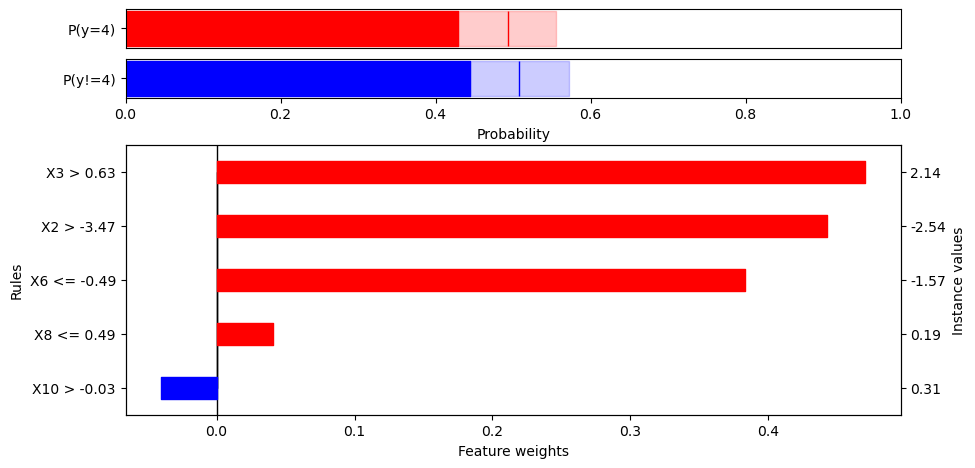 P(y=4)
P(y!=4)
0.0 0.2 0.4 0.6 0.8 1.0
Probability
X3 > 0.63 2.14
X2 > -3.47 -2.54
X6 <= -0.49 -1.57
X8 <= 0.49 0.19
X10 > -0.03 0.31
Rules
Instance values
0.0 0.1 0.2 0.3 0.4
Feature weights